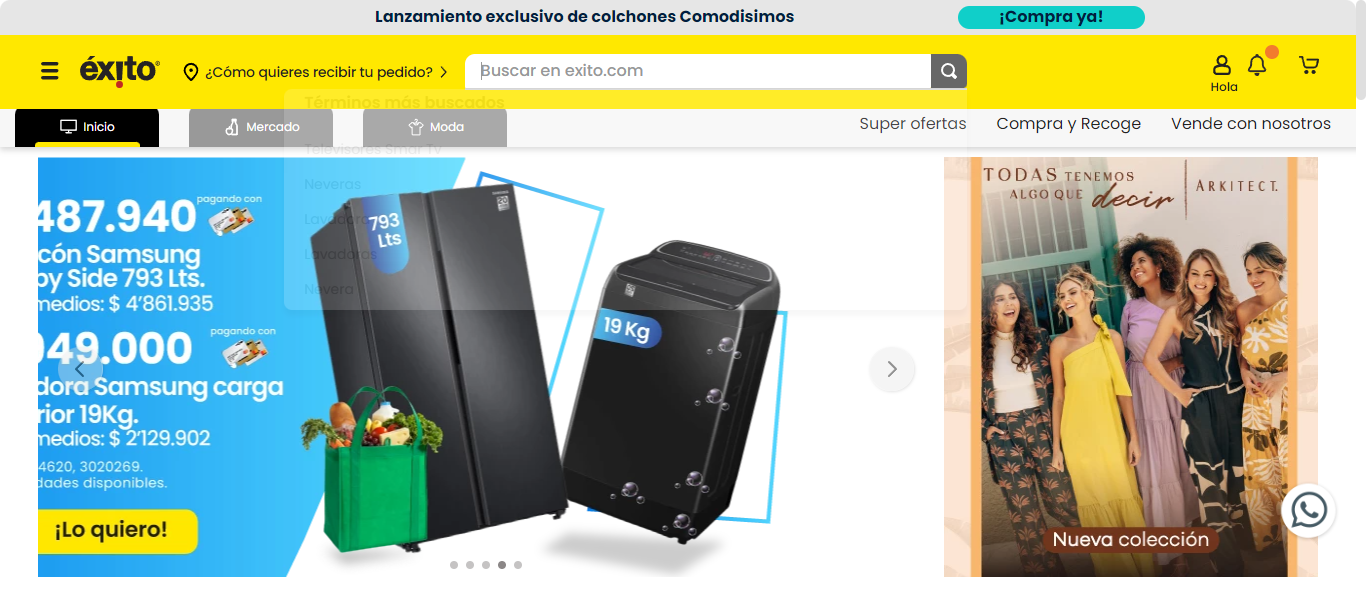 Lanzamiento exclusivo de colchones Comodisimos
¡Compra ya!
éxito
¿Cómo quieres recibir tu pedido?
Buscar en exito.com
Hola
Términos más buscados
Inicio
Mercado
Moda
Super ofertas
Compra y Recoge
Vende con nosotros
Televisores Smar Tv
Neveras
Lavadora
Lavadoras
Nevera
487.940
pagando con
cón Samsung
by Side 793 Lts.
medios: $ 4'861.935
949.000
pagando con
dora Samsung carga
rior 19Kg.
medios: $ 2'129.902
4620, 3020269.
dades disponibles.
¡Lo quiero!
793
Lts
19 Kg
TODAS TENEMOS
ALGO QUE decir
ARKITECT.
Nueva colección